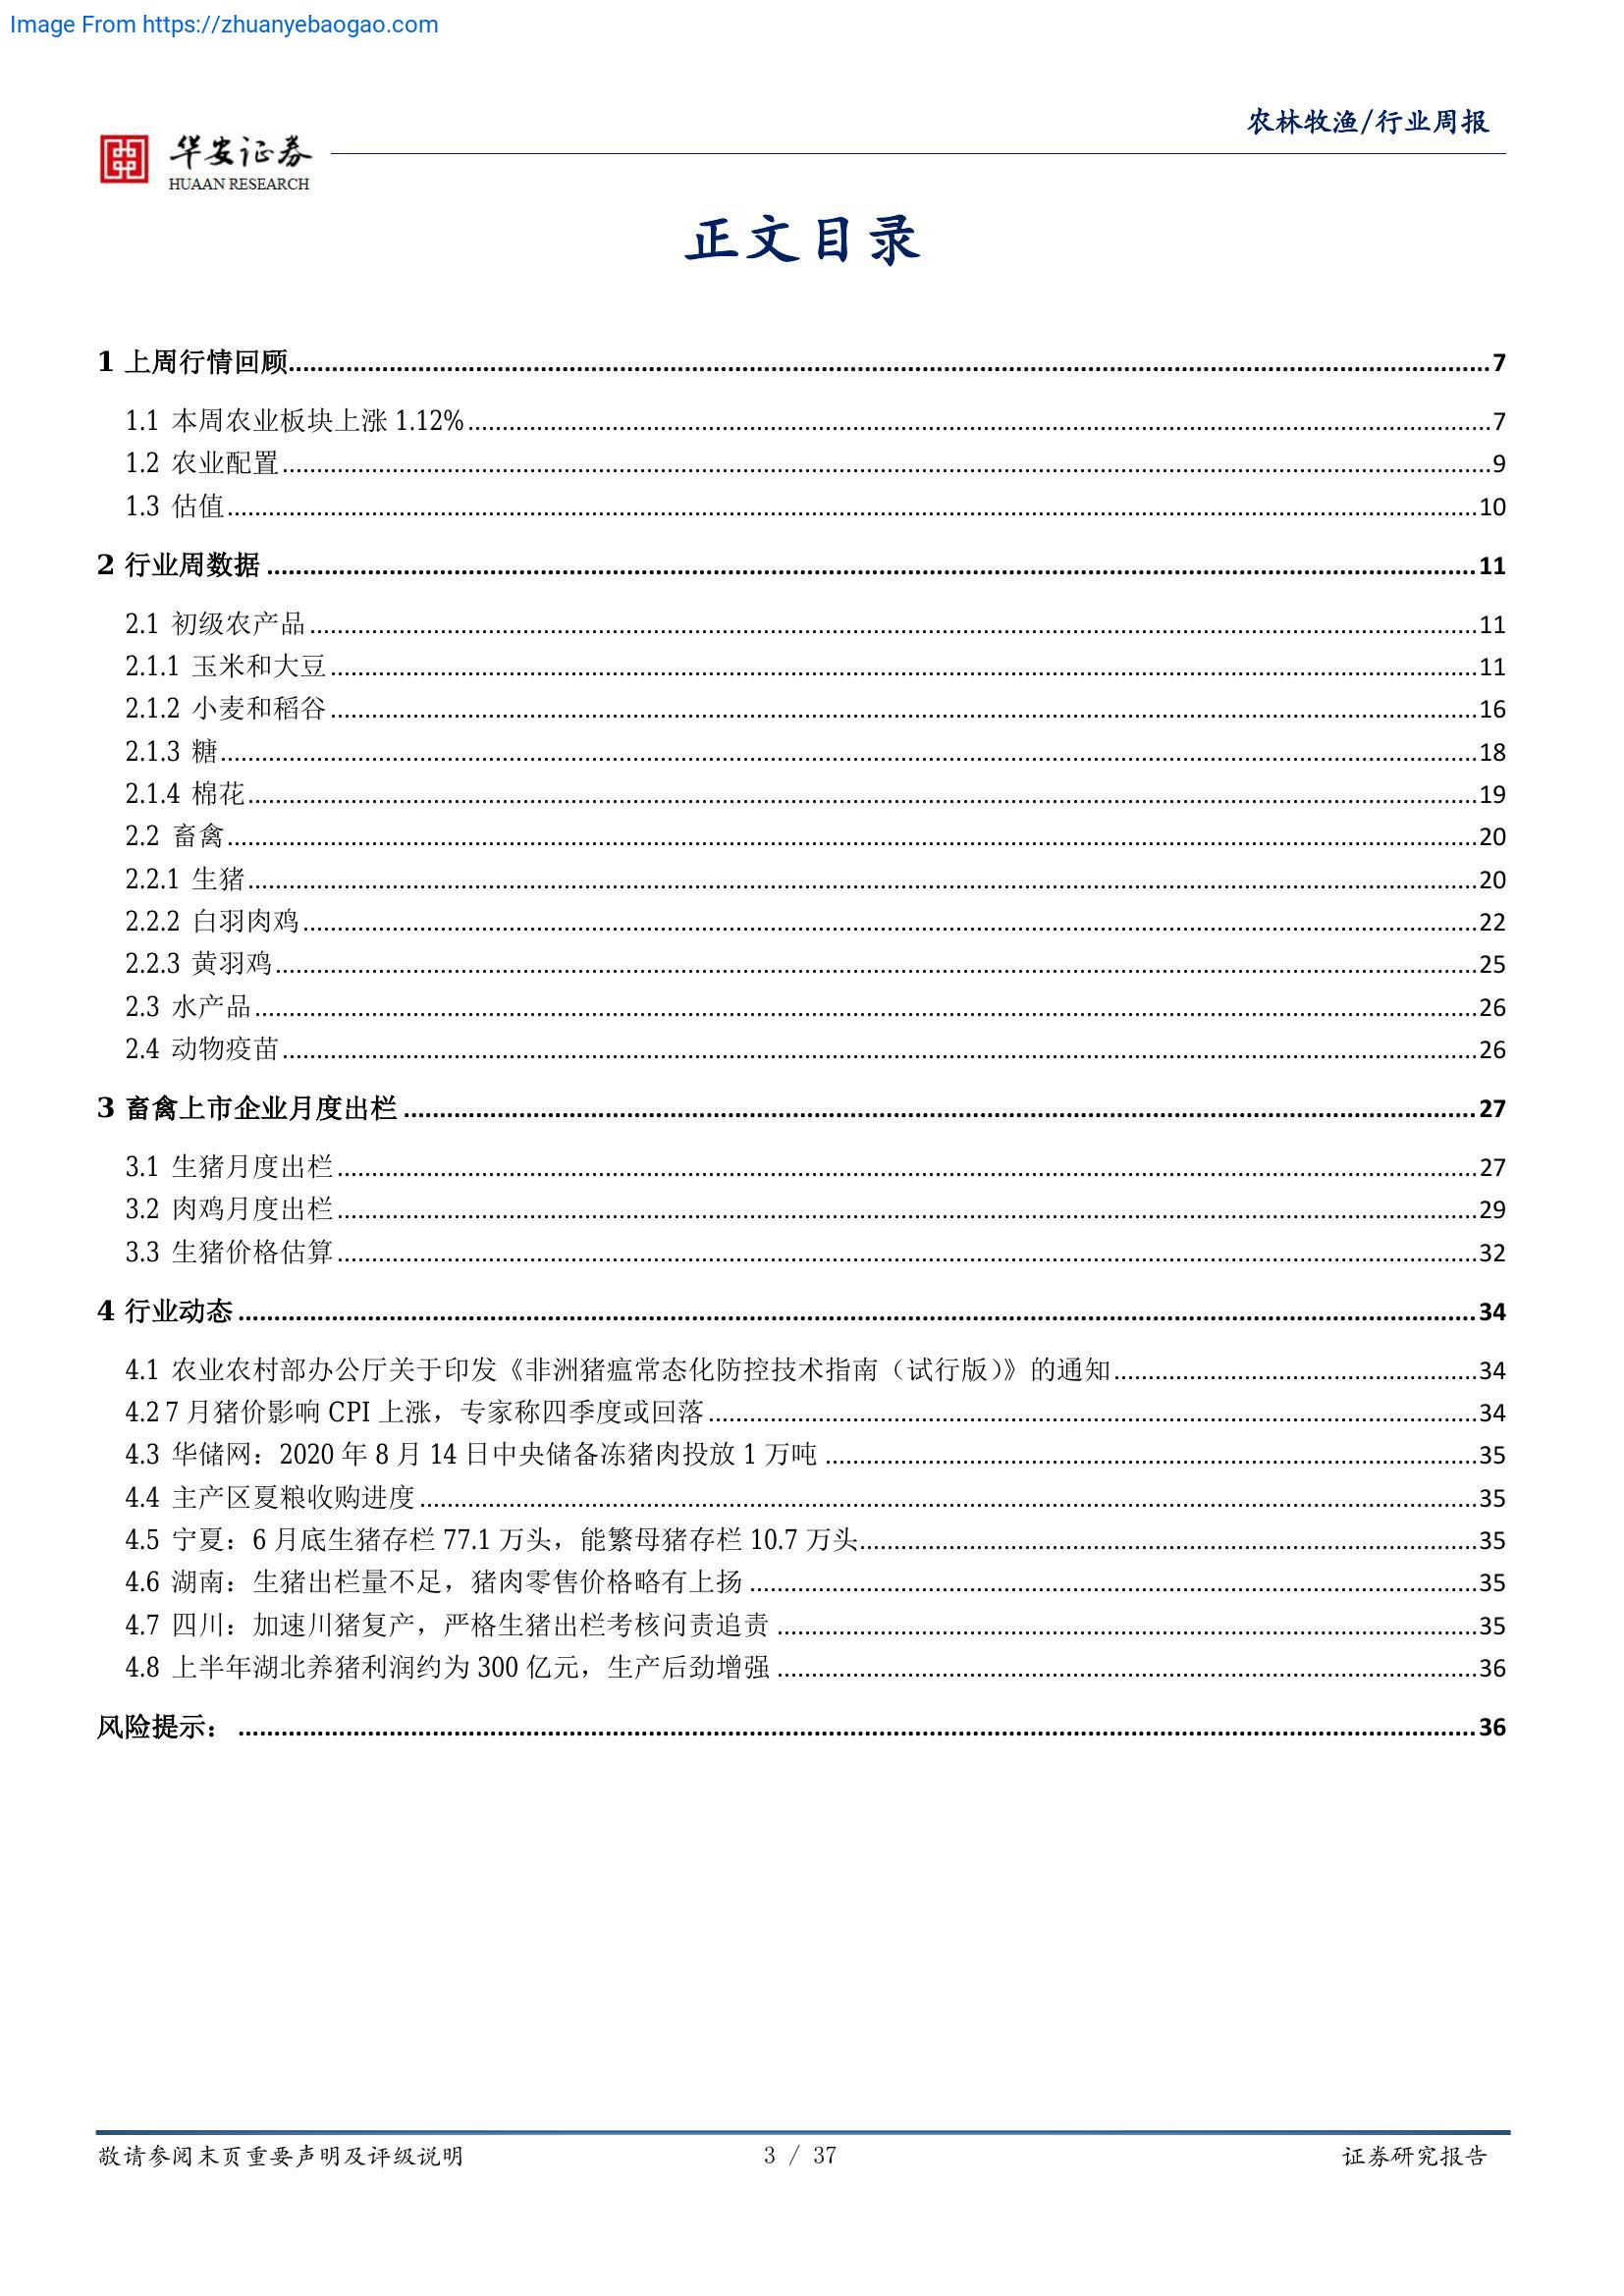 Image From https://zhuanyebaogao.com
农林牧渔/行业周报
华安证券
HUAAN RESEARCH
正文目录
1 上周行情回顾................7
1.1 本周农业板块上涨 1.12%................7
1.2 农业配置................9
1.3 估值................10
2 行业周数据................11
2.1 初级农产品................11
2.1.1 玉米和大豆................11
2.1.2 小麦和稻谷................16
2.1.3 糖................18
2.1.4 棉花................19
2.2 畜禽................20
2.2.1 生猪................20
2.2.2 白羽肉鸡................22
2.2.3 黄羽鸡................25
2.3 水产品................26
2.4 动物疫苗................26
3 畜禽上市企业月度出栏................27
3.1 生猪月度出栏................27
3.2 肉鸡月度出栏................29
3.3 生猪价格估算................32
4 行业动态................34
4.1 农业农村部办公厅关于印发《非洲猪瘟常态化防控技术指南（试行版）》的通知................34
4.2 7 月猪价影响 CPI 上涨，专家称四季度或回落................34
4.3 华储网：2020 年 8 月 14 日中央储备冻猪肉投放 1 万吨................35
4.4 主产区夏粮收购进度................35
4.5 宁夏：6 月底生猪存栏 77.1 万头，能繁母猪存栏 10.7 万头................35
4.6 湖南：生猪出栏量不足，猪肉零售价格略有上扬................35
4.7 四川：加速川猪复产，严格生猪出栏考核问责追责................35
4.8 上半年湖北养猪利润约为 300 亿元，生产后劲增强................36
风险提示：................36
敬请参阅末页重要声明及评级说明
3 / 37
证券研究报告